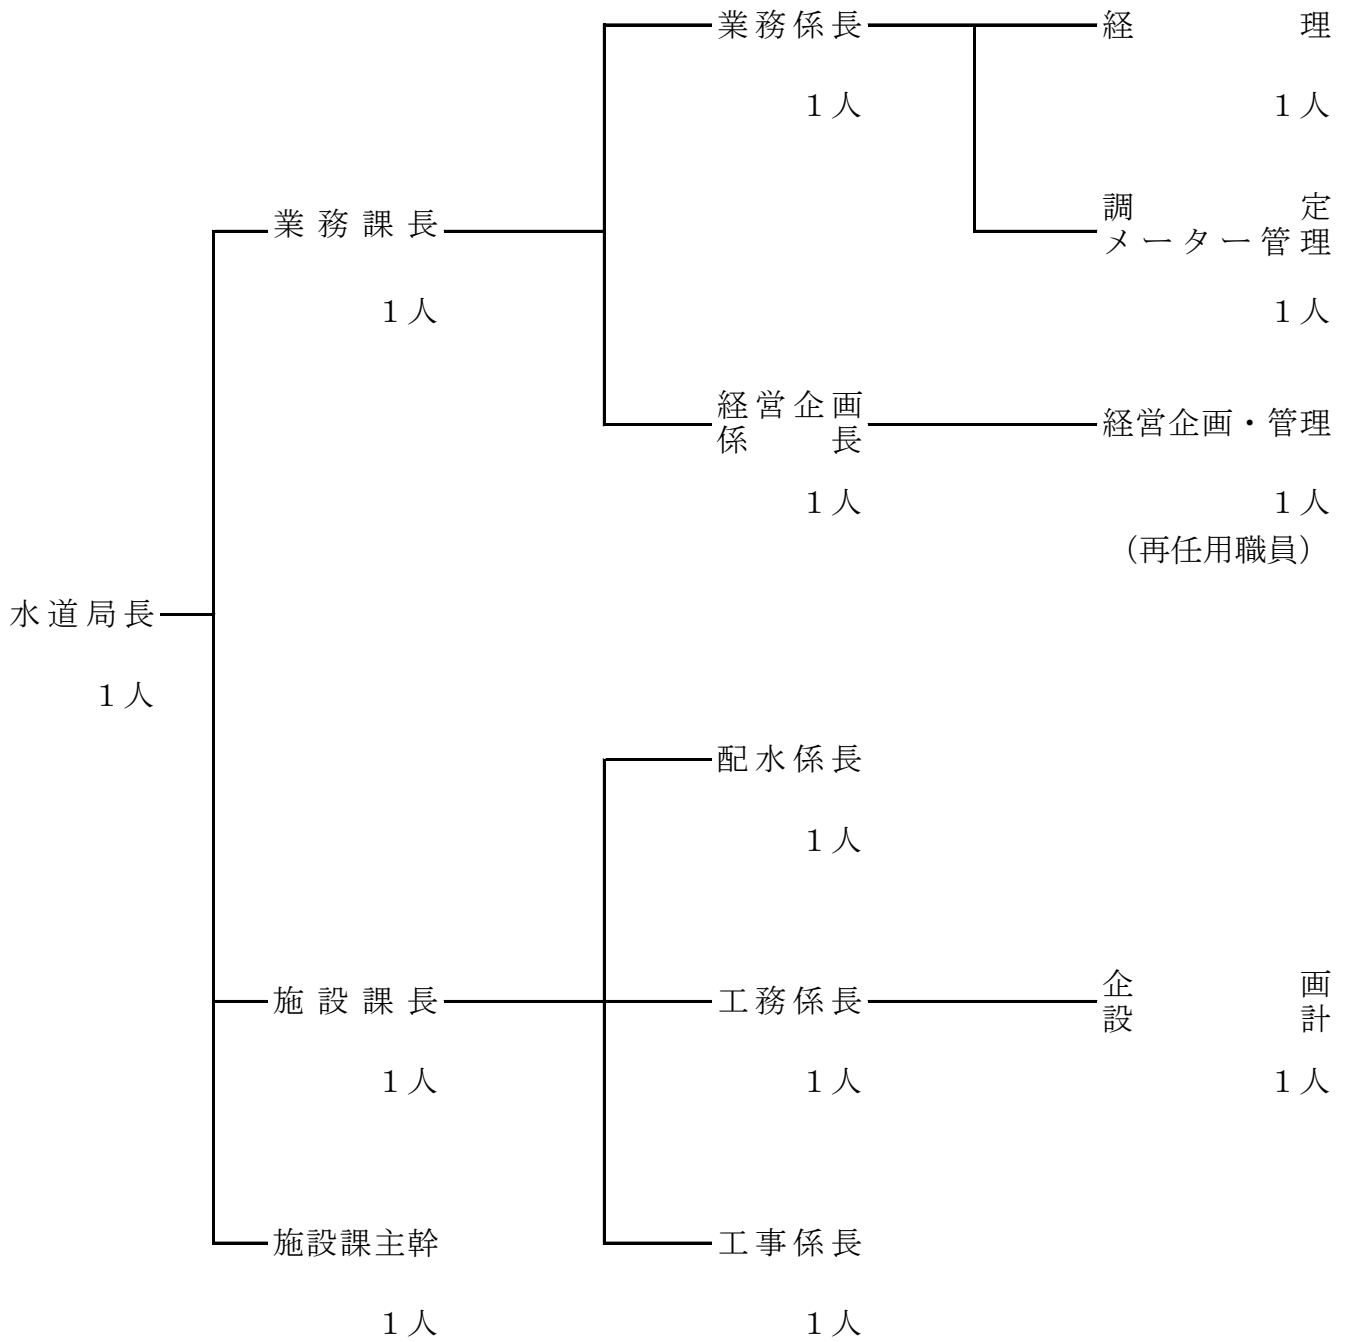 業務係長 経理
1人 1人
業務課長 調定
メーター管理
1人 1人
経営企画 経営企画・管理
係長
1人 1人
（再任用職員）
水道局長
1人
配水係長
1人
施設課長 工務係長 企画
設計
1人 1人 1人
施設課主幹 工事係長
1人 1人